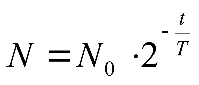 N = N₀ · 2^(-t/T)